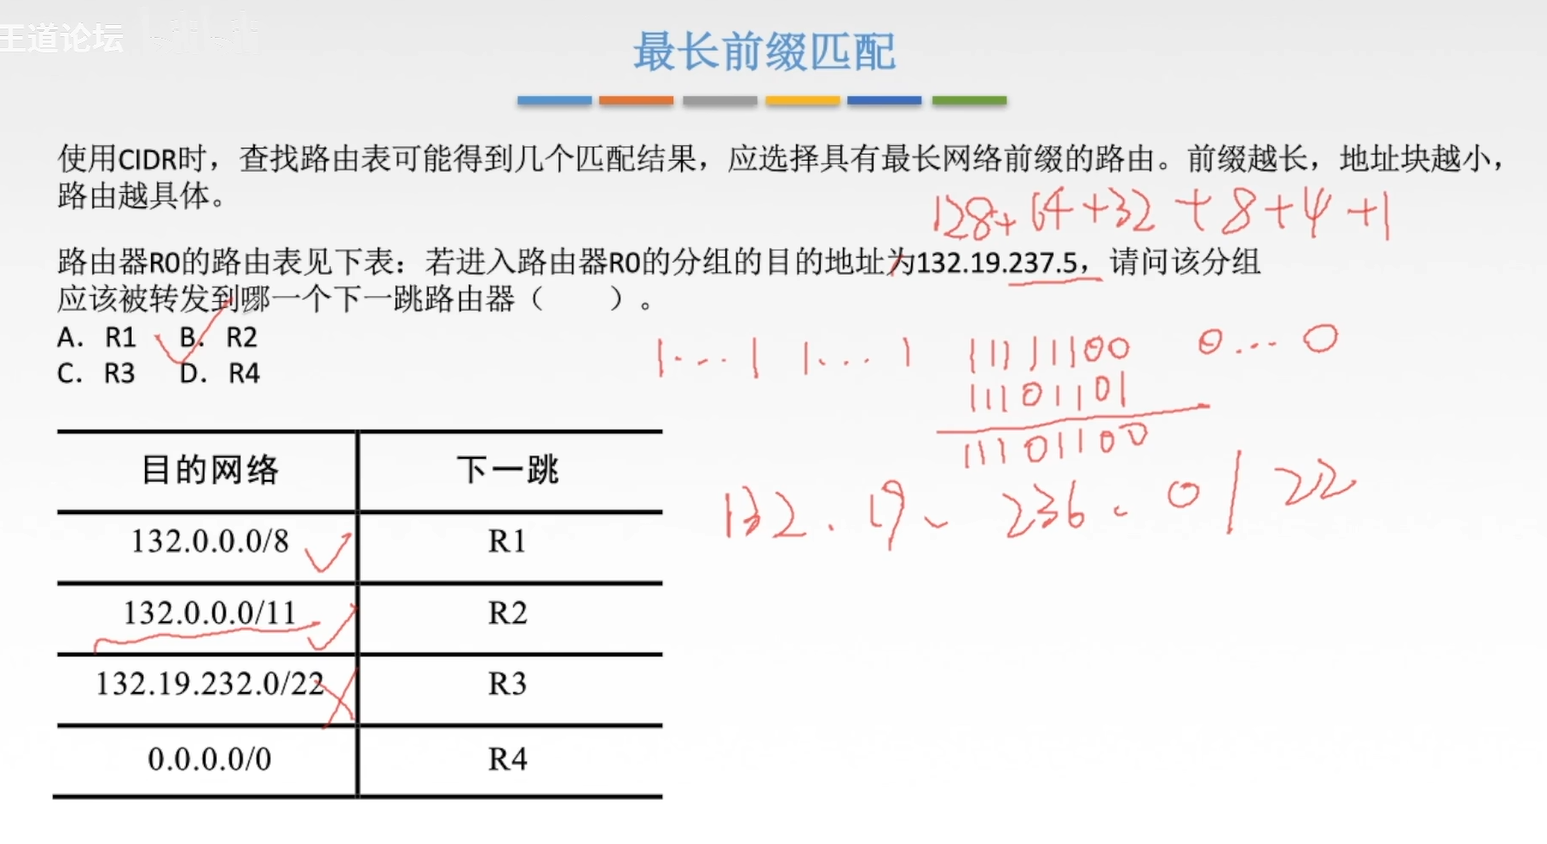 王道论坛
最长前缀匹配
使用CIDR时，查找路由表可能得到几个匹配结果，应选择具有最长网络前缀的路由。前缀越长，地址块越小，
路由越具体。
128+64+32+8+4+1
路由器R0的路由表见下表：若进入路由器R0的分组的目的地址为132.19.237.5，请问该分组
应该被转发到哪一个下一跳路由器（　　）。
A. R1 B. R2
C. R3 D. R4
1...1 1...1 11111100 0...0
11101101
11101100
132.19.236.0/22
目的网络 下一跳
132.0.0.0/8 R1
132.0.0.0/11 R2
132.19.232.0/22 R3
0.0.0.0/0 R4